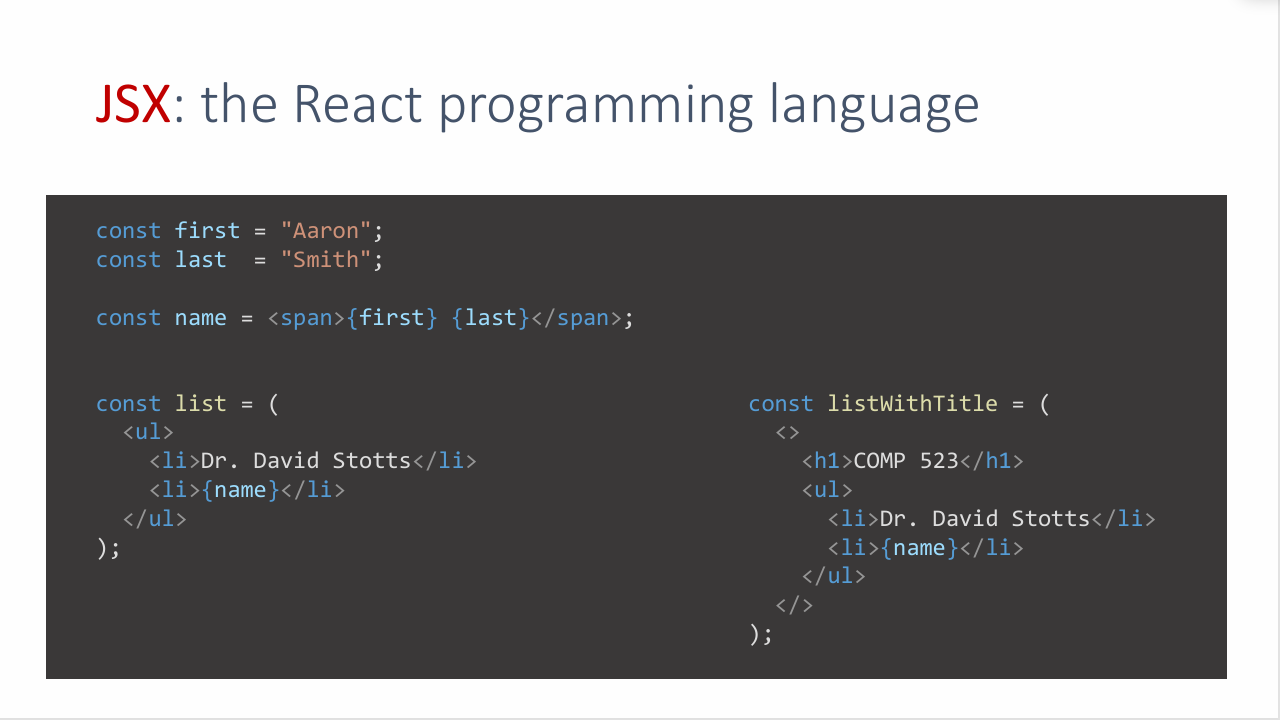 JSX: the React programming language
const first = "Aaron";
const last  = "Smith";
const name = <span>{first} {last}</span>;
const list = (
  <ul>
    <li>Dr. David Stotts</li>
    <li>{name}</li>
  </ul>
);
const listWithTitle = (
  <>
    <h1>COMP 523</h1>
    <ul>
      <li>Dr. David Stotts</li>
      <li>{name}</li>
    </ul>
  </>
);